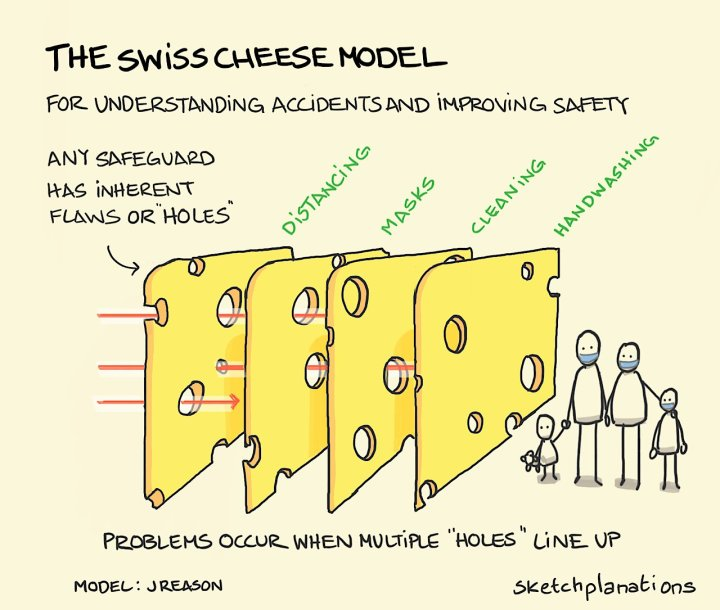 THE SWISS CHEESE MODEL
FOR UNDERSTANDING ACCIDENTS AND IMPROVING SAFETY
ANY SAFEGUARD
HAS INHERENT
FLAWS OR "HOLES"
DISTANCING
MASKS
CLEANING
HANDWASHING
PROBLEMS OCCUR WHEN MULTIPLE "HOLES" LINE UP
MODEL: J REASON
sketchplanations